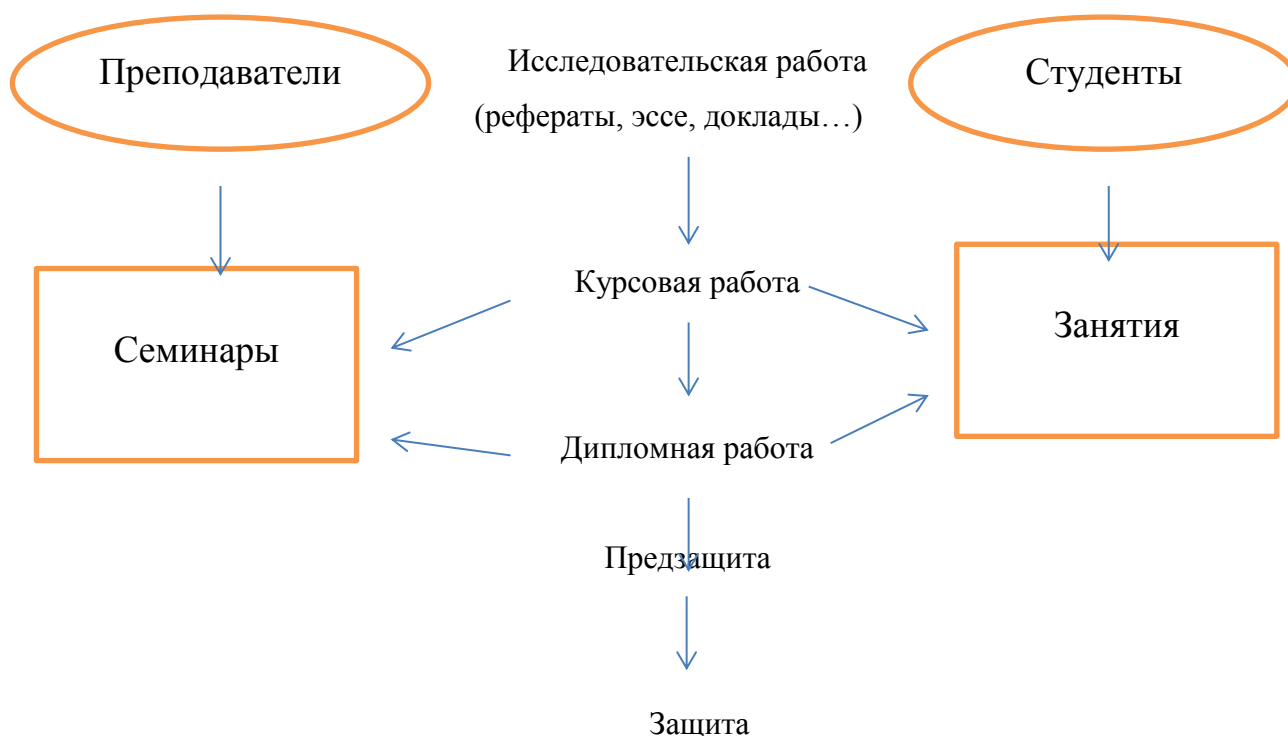 Преподаватели
Исследовательская работа
(рефераты, эссе, доклады…)
Студенты
Курсовая работа
Семинары
Занятия
Дипломная работа
Предзащита
Защита